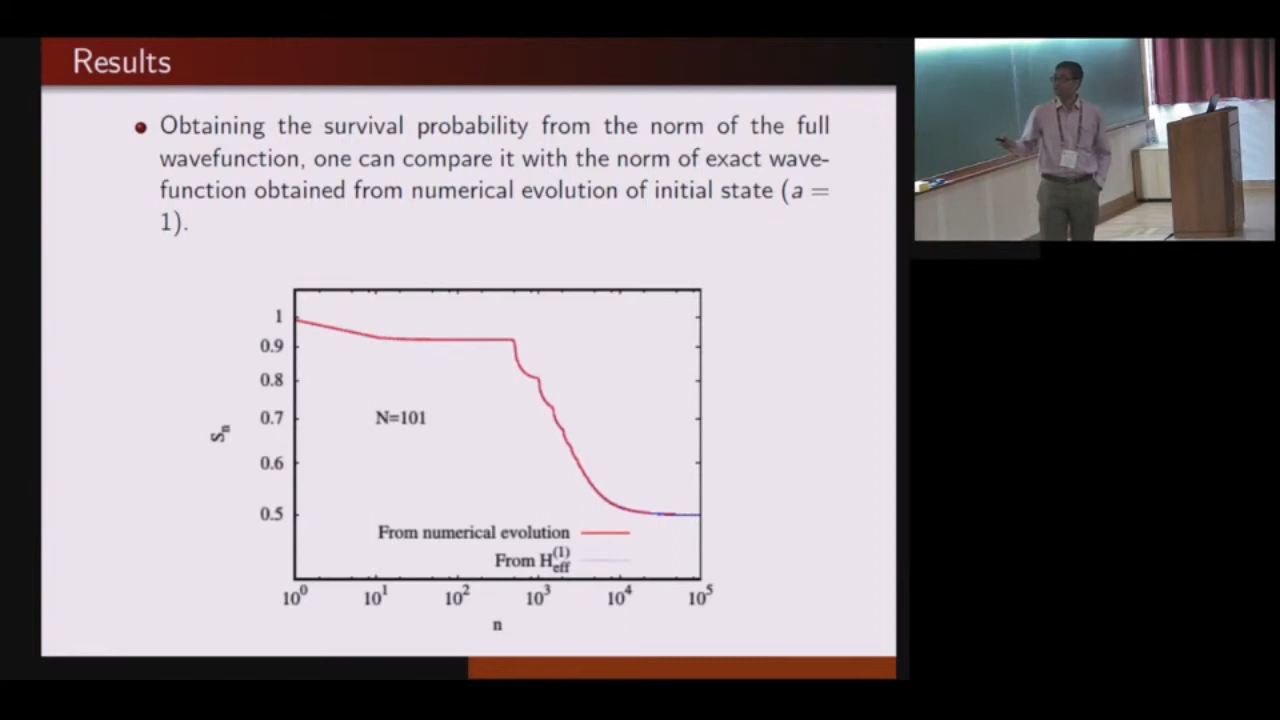 Results
Obtaining the survival probability from the norm of the full
wavefunction, one can compare it with the norm of exact wave-
function obtained from numerical evolution of initial state (a =
1).
1
0.9
0.8
0.7
0.6
0.5
S_n
N=101
From numerical evolution
From H_eff^(1)
10^0 10^1 10^2 10^3 10^4 10^5
n